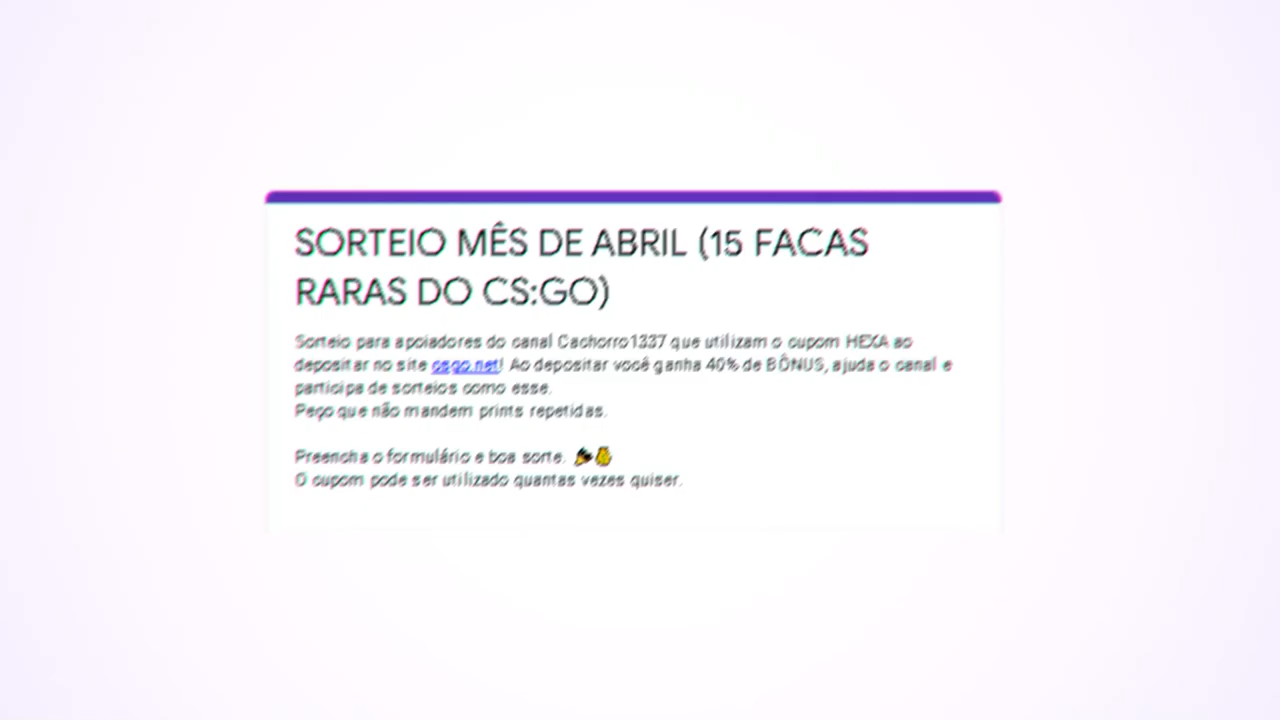 SORTEIO MÊS DE ABRIL (15 FACAS
RARAS DO CS:GO)
Sorteio para apoiadores do canal Cachorro1337 que utilizam o cupom HEXA ao
depositar no site csgo.net! Ao depositar você ganha 40% de BÔNUS, ajuda o canal e
participa de sorteios como esse.
Peço que não mandem prints repetidas.
Preencha o formulário e boa sorte. 🎉💰
O cupom pode ser utilizado quantas vezes quiser.